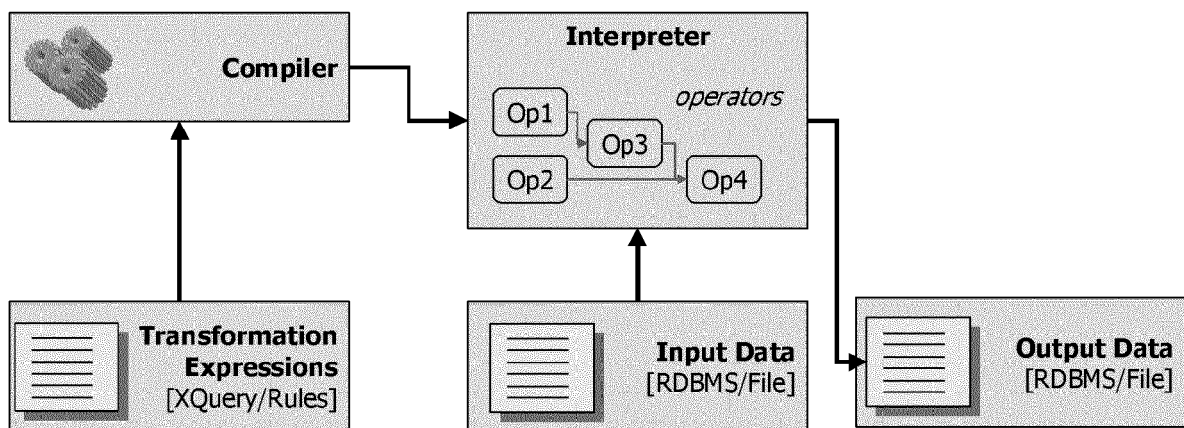 Compiler
Interpreter
operators
Op1
Op3
Op2
Op4
Transformation
Expressions
[XQuery/Rules]
Input Data
[RDBMS/File]
Output Data
[RDBMS/File]